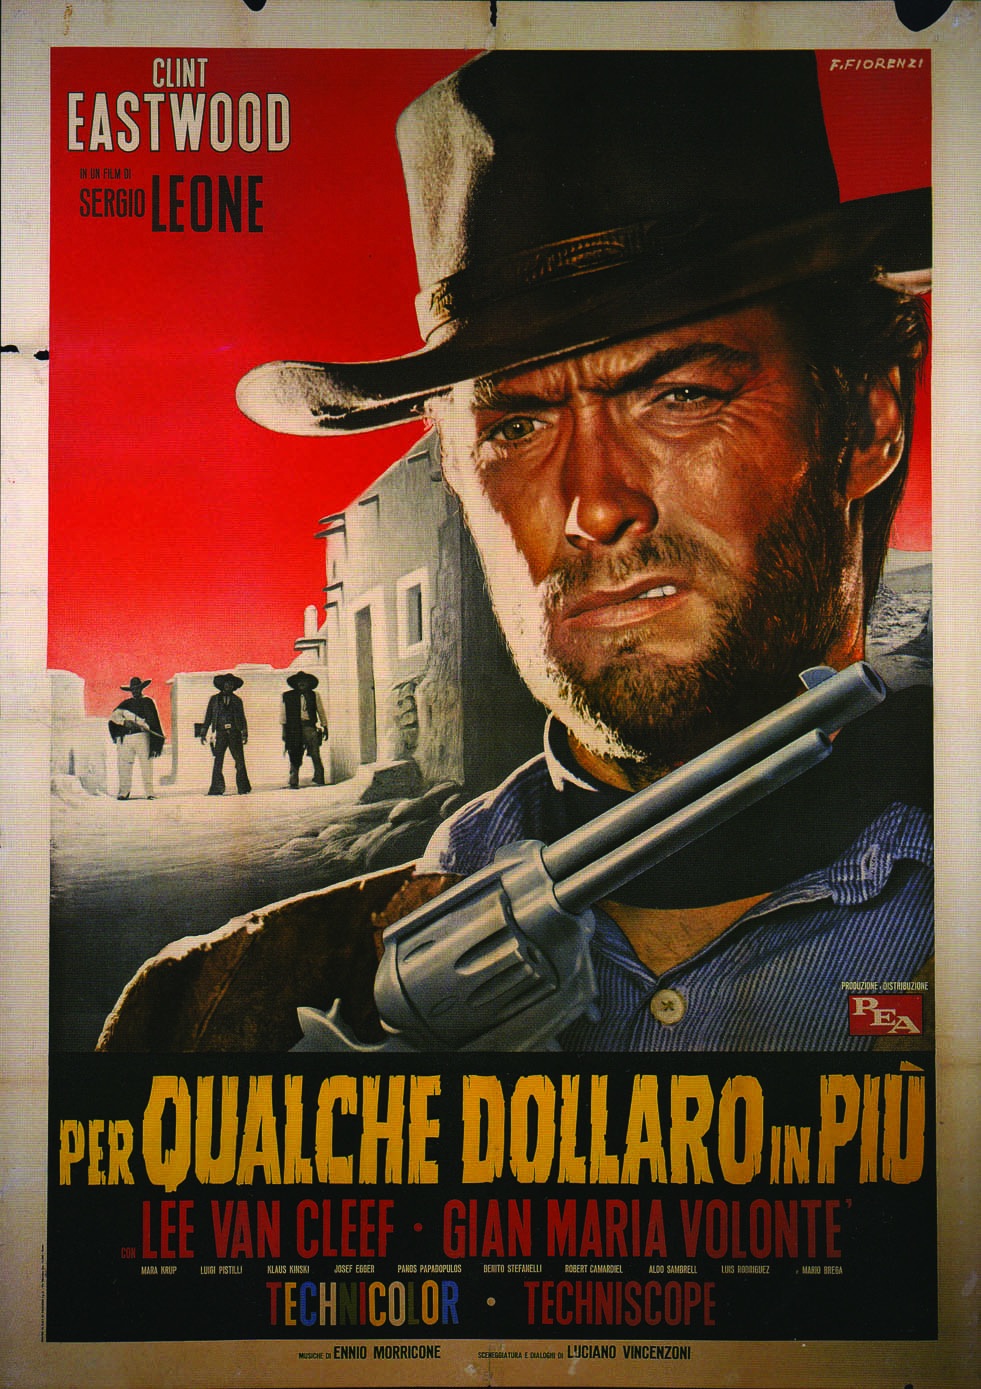 F. FIORENZI
CLINT
EASTWOOD
IN UN FILM DI
SERGIO LEONE
PRODUZIONE E DISTRIBUZIONE
PEA
PER QUALCHE DOLLARO IN PIÙ
CON LEE VAN CLEEF · GIAN MARIA VOLONTE'
MARA KRUP LUIGI PISTILLI KLAUS KINSKI JOSEF EGGER PANOS PAPADOPULOS BENITO STEFANELLI ROBERT CAMARDIEL ALDO SAMBRELL LUIS RODRIGUEZ e MARIO BREGA
TECHNICOLOR · TECHNISCOPE
MUSICHE DI ENNIO MORRICONE SCENEGGIATURA E DIALOGHI DI LUCIANO VINCENZONI